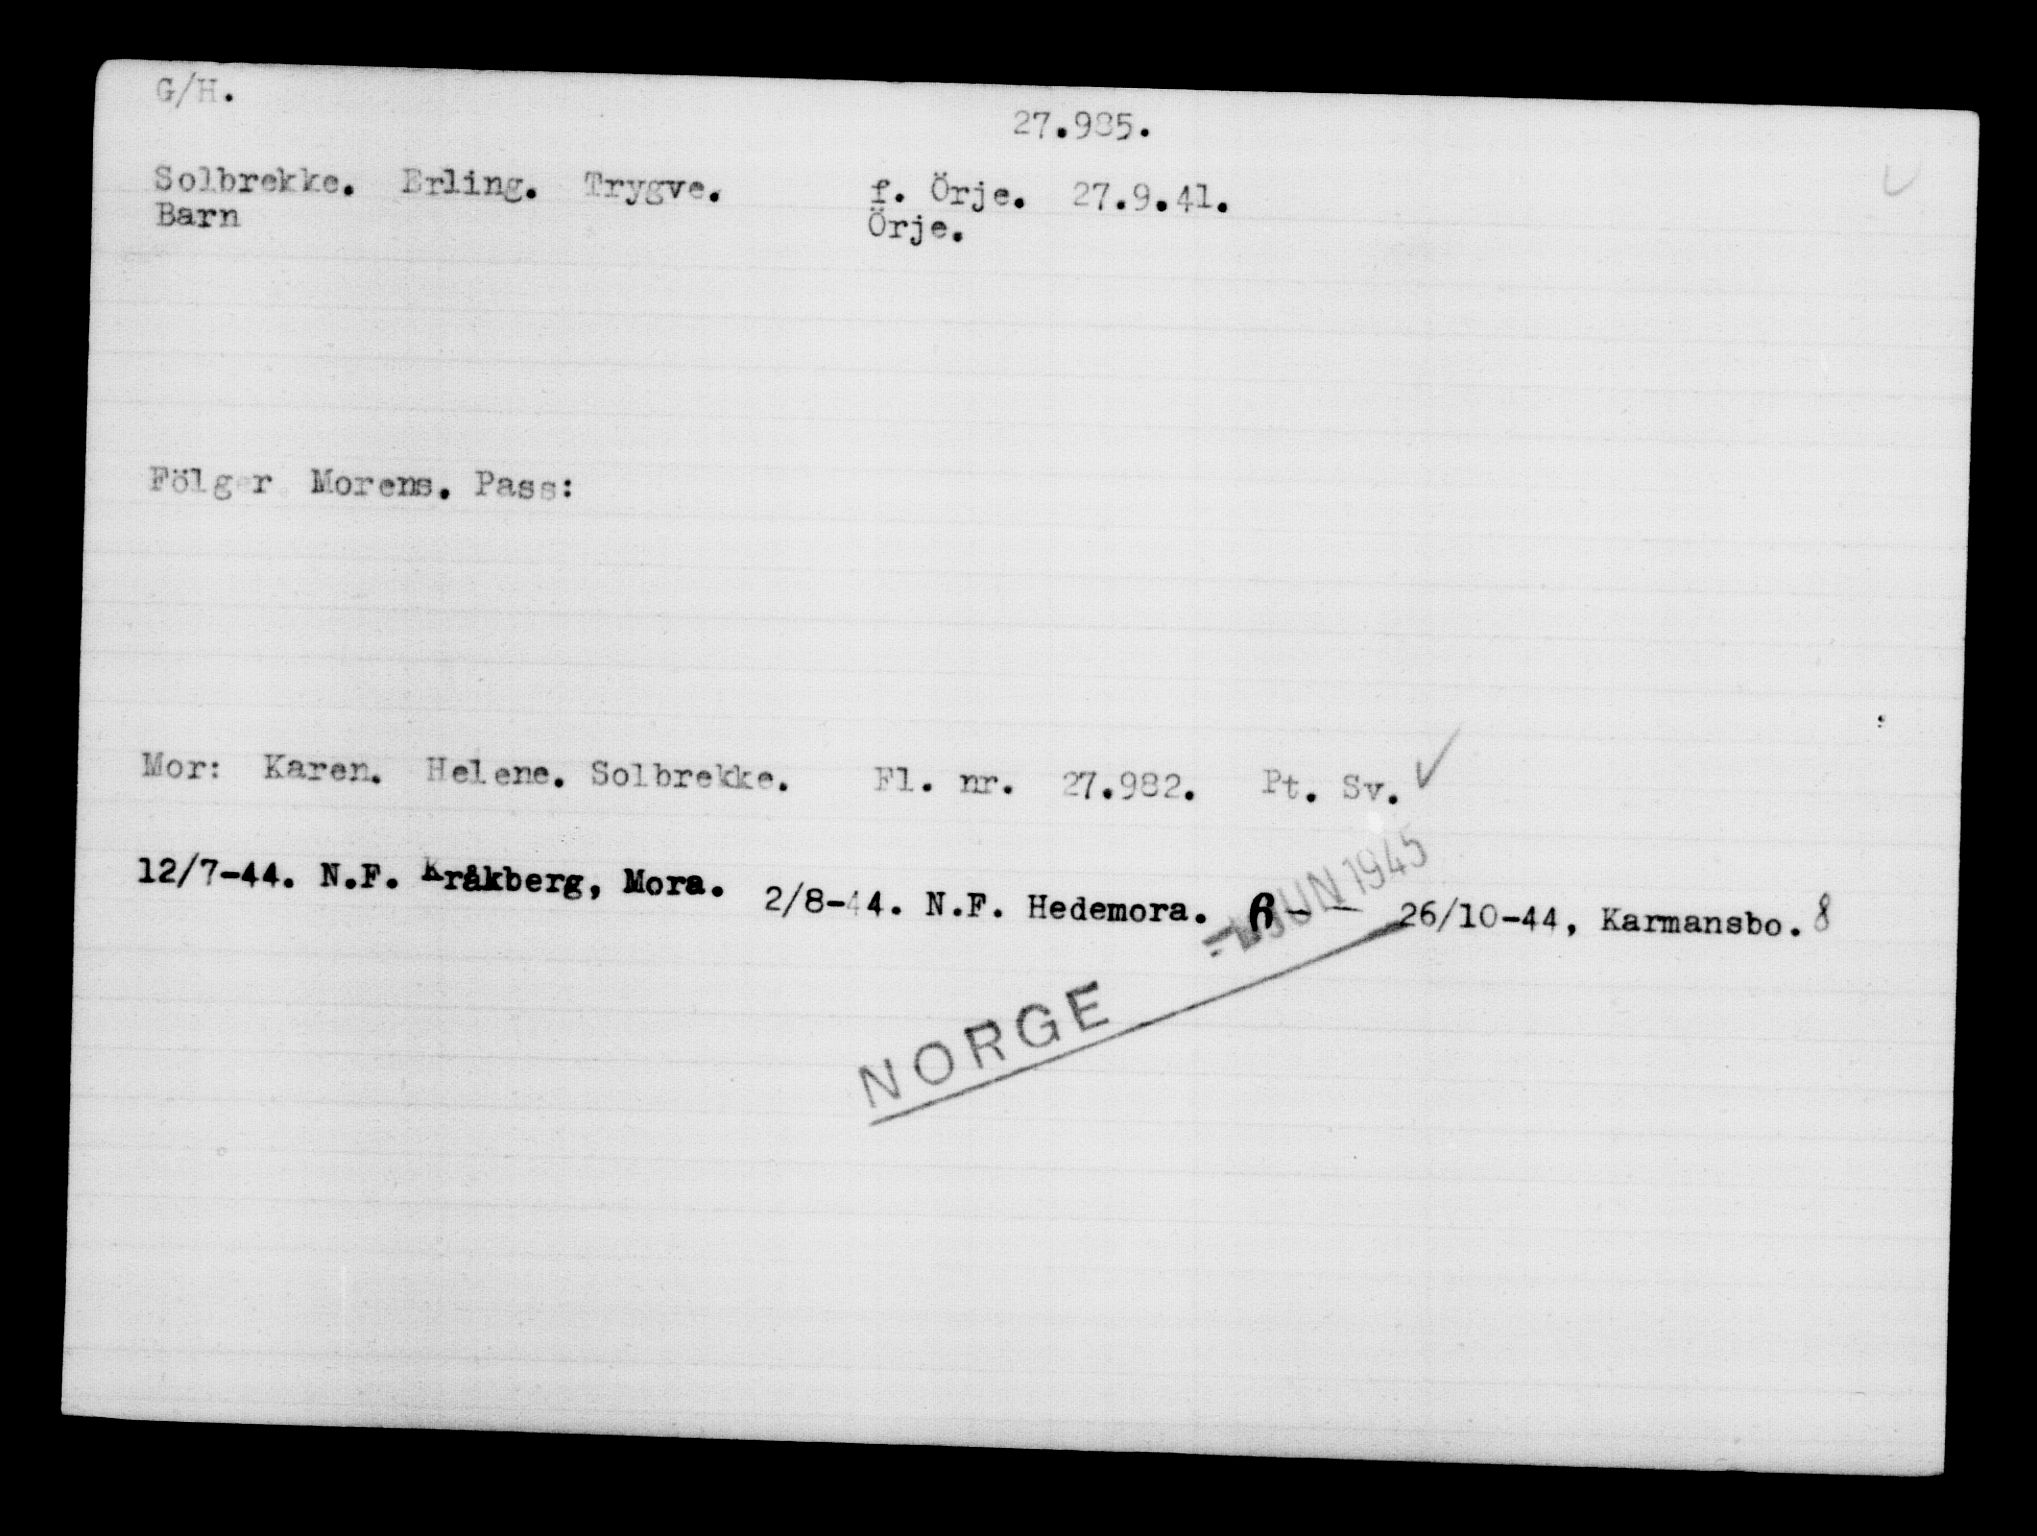 G/H.
27.985.
Solbrekke. Erling. Trygve. f. Örje. 27.9.41.
Barn Örje.
Fölger Morens. Pass:
Mor: Karen. Helene. Solbrekke. Fl. nr. 27.982. Pt. Sv.
12/7-44. N.F. Kråkberg, Mora. 2/8-44. N.F. Hedemora. 26/10-44, Karmansbo. 8
JUN 1945
NORGE